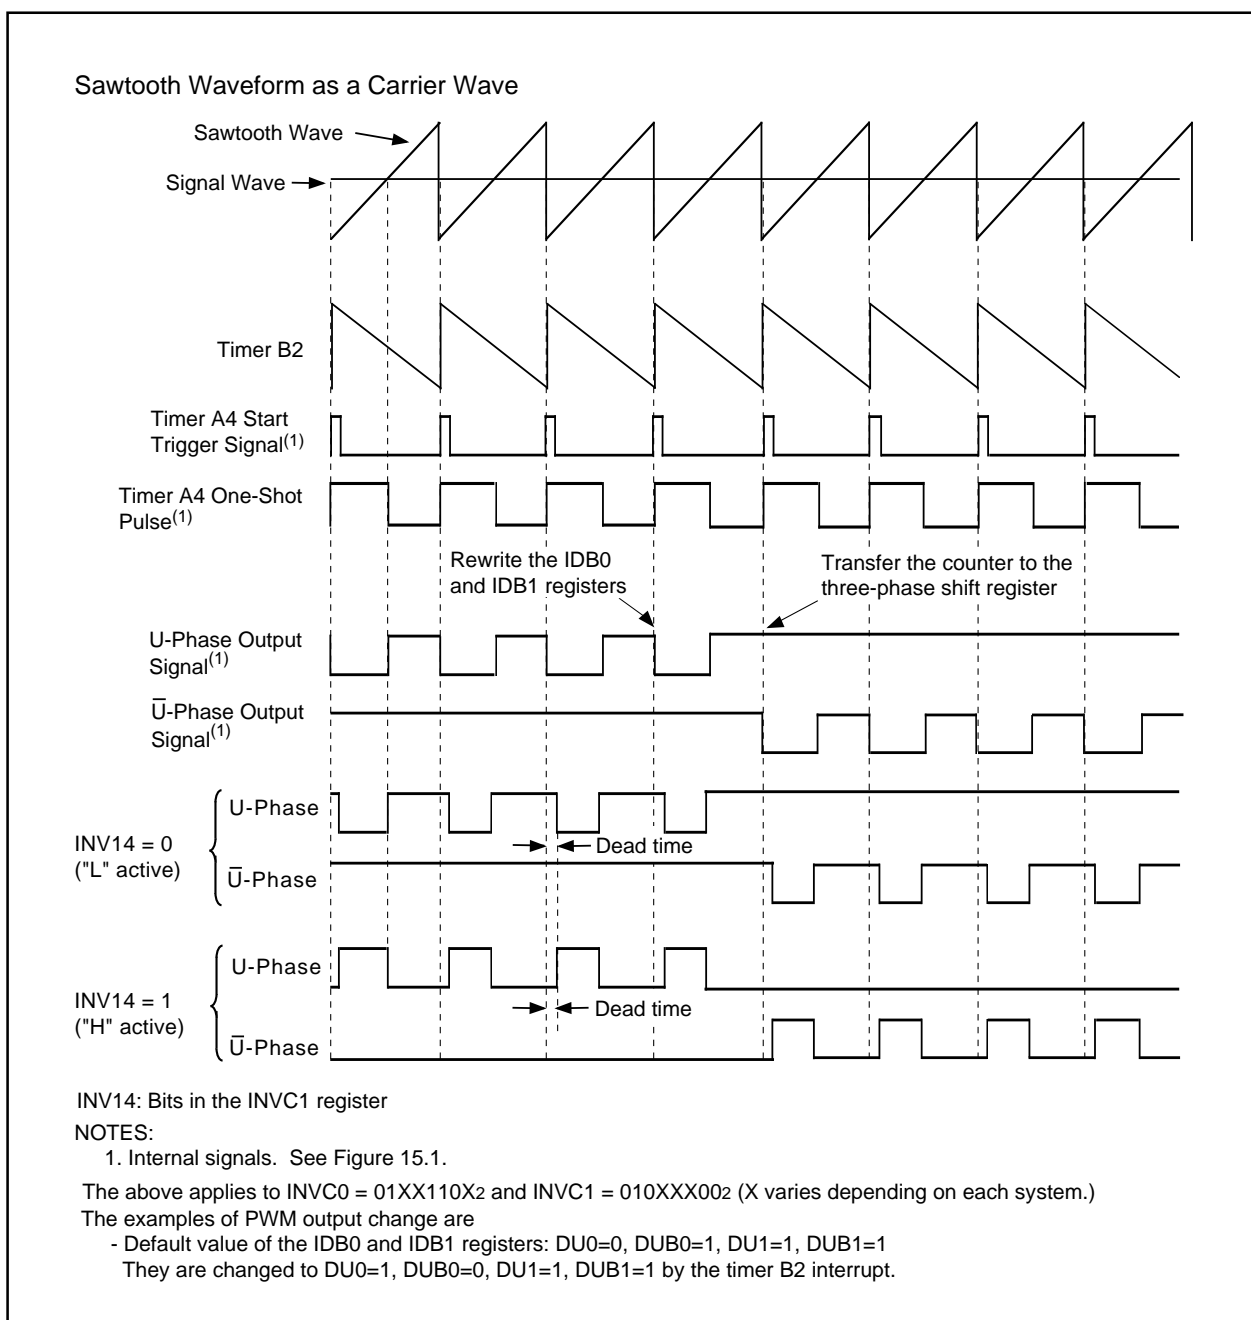 Sawtooth Waveform as a Carrier Wave
Sawtooth Wave
Signal Wave
Timer B2
Timer A4 Start
Trigger Signal(1)
Timer A4 One-Shot
Pulse(1)
Rewrite the IDB0
and IDB1 registers
Transfer the counter to the
three-phase shift register
U-Phase Output
Signal(1)
U̅-Phase Output
Signal(1)
INV14 = 0
("L" active)
U-Phase
Dead time
U̅-Phase
INV14 = 1
("H" active)
U-Phase
Dead time
U̅-Phase
INV14: Bits in the INVC1 register
NOTES:
1. Internal signals. See Figure 15.1.
The above applies to INVC0 = 01XX110X2 and INVC1 = 010XXX002 (X varies depending on each system.)
The examples of PWM output change are
- Default value of the IDB0 and IDB1 registers: DU0=0, DUB0=1, DU1=1, DUB1=1
They are changed to DU0=1, DUB0=0, DU1=1, DUB1=1 by the timer B2 interrupt.